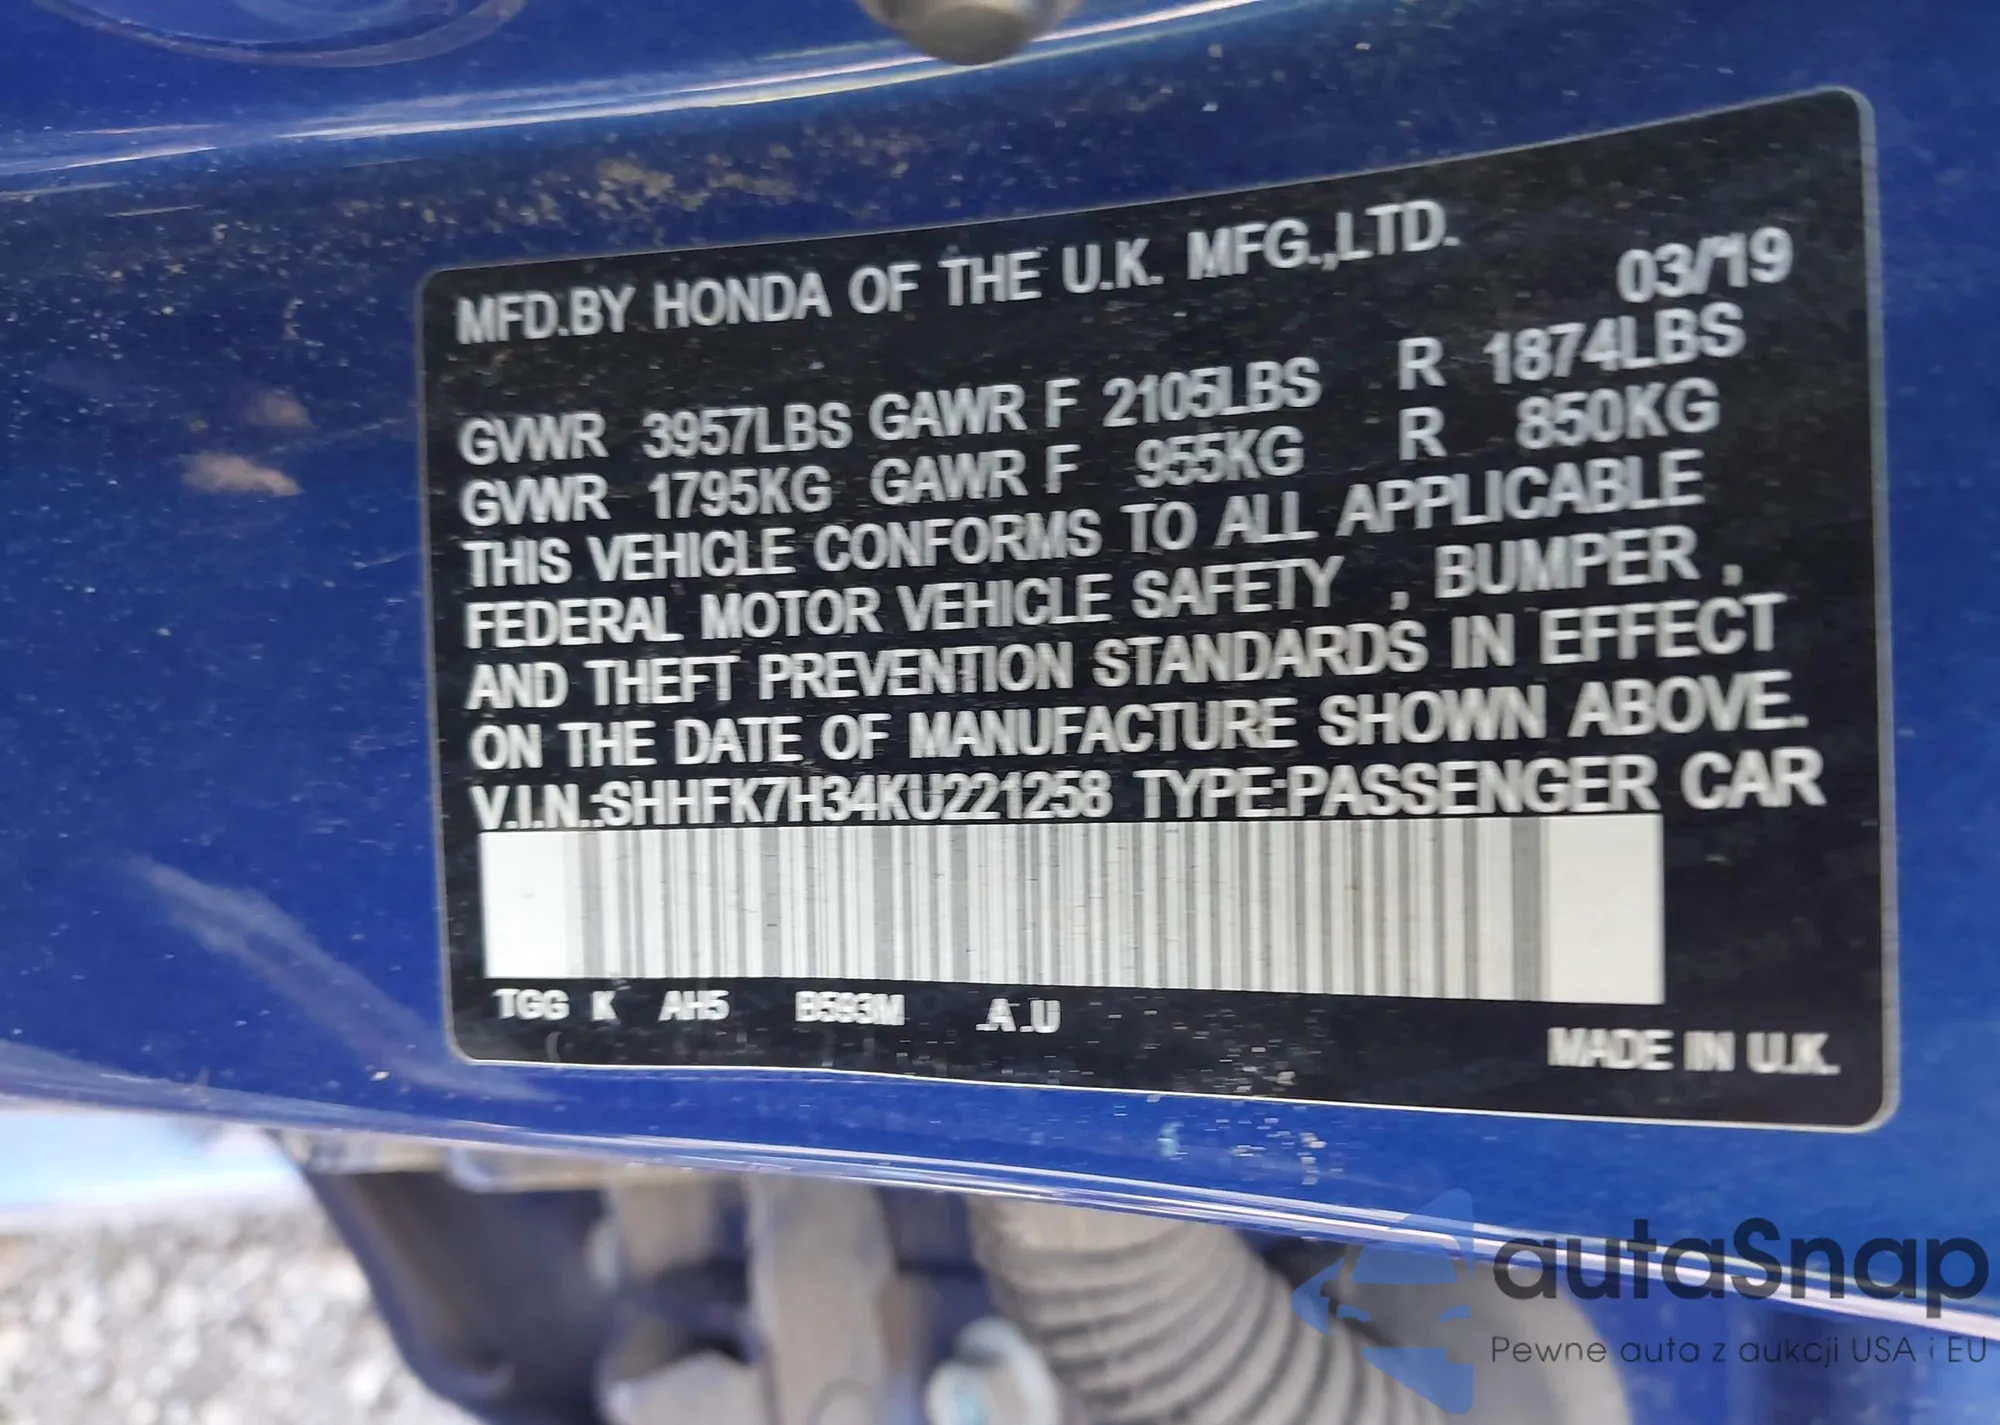 MFD.BY HONDA OF THE U.K. MFG.,LTD.
03/'19
GVWR 3957LBS GAWR F 2105LBS R 1874LBS
GVWR 1795KG GAWR F 955KG R 850KG
THIS VEHICLE CONFORMS TO ALL APPLICABLE
FEDERAL MOTOR VEHICLE SAFETY , BUMPER ,
AND THEFT PREVENTION STANDARDS IN EFFECT
ON THE DATE OF MANUFACTURE SHOWN ABOVE.
V.I.N.:SHHFK7H34KU221258 TYPE:PASSENGER CAR
TGG K AH5 B593M .A .U
MADE IN U.K.
autaSnap
Pewne auta z aukcji USA i EU